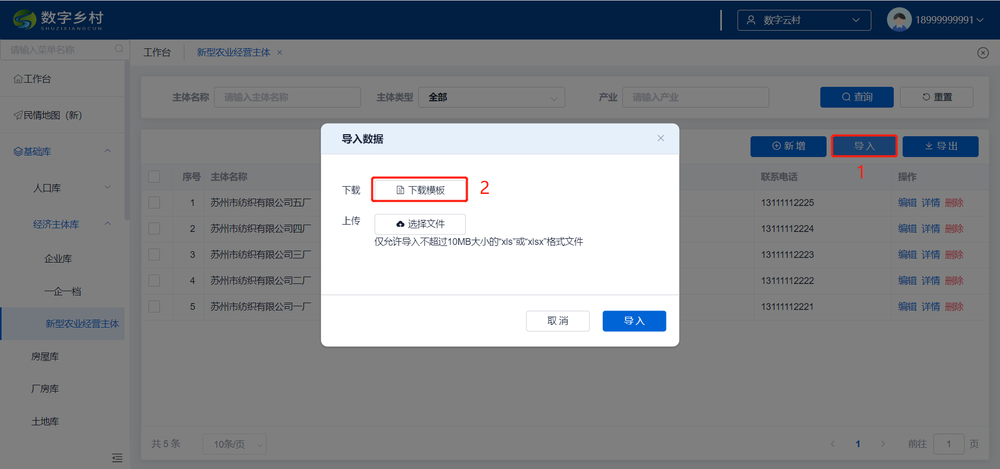 数字乡村
SHUZIXIANGCUN
数字云村
18999999991
请输入菜单名称
工作台
新型农业经营主体
工作台
民情地图（新）
基础库
人口库
经济主体库
企业库
一企一档
新型农业经营主体
房屋库
厂房库
土地库
主体名称 请输入主体名称 主体类型 全部 产业 请输入产业 查询 重置
新增 导入 导出
1
序号 主体名称 联系电话 操作
1 苏州市纺织有限公司五厂 13111112225 编辑 详情 删除
2 苏州市纺织有限公司四厂 13111112224 编辑 详情 删除
3 苏州市纺织有限公司三厂 13111112223 编辑 详情 删除
4 苏州市纺织有限公司二厂 13111112222 编辑 详情 删除
5 苏州市纺织有限公司一厂 13111112221 编辑 详情 删除
导入数据
下载 下载模板 2
上传 选择文件
仅允许导入不超过10MB大小的“xls”或“xlsx”格式文件
取消 导入
共 5 条 10条/页 1 前往 1 页